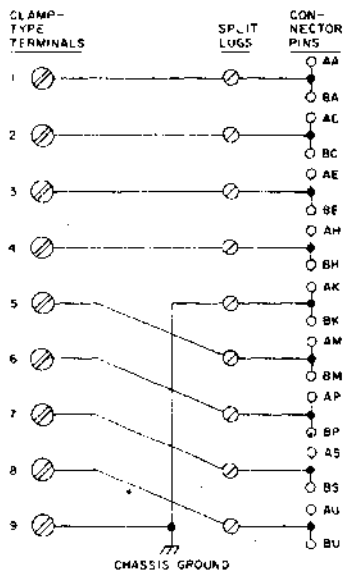 CLAMP-
TYPE
TERMINALS
SPLIT
LUGS
CON-
NECTOR
PINS
AA
1
BA
AC
2
BC
AE
3
BE
AH
4
BH
AK
5
BK
AM
6
BM
AP
7
BP
AS
8
BS
AU
9
BU
CHASSIS GROUND